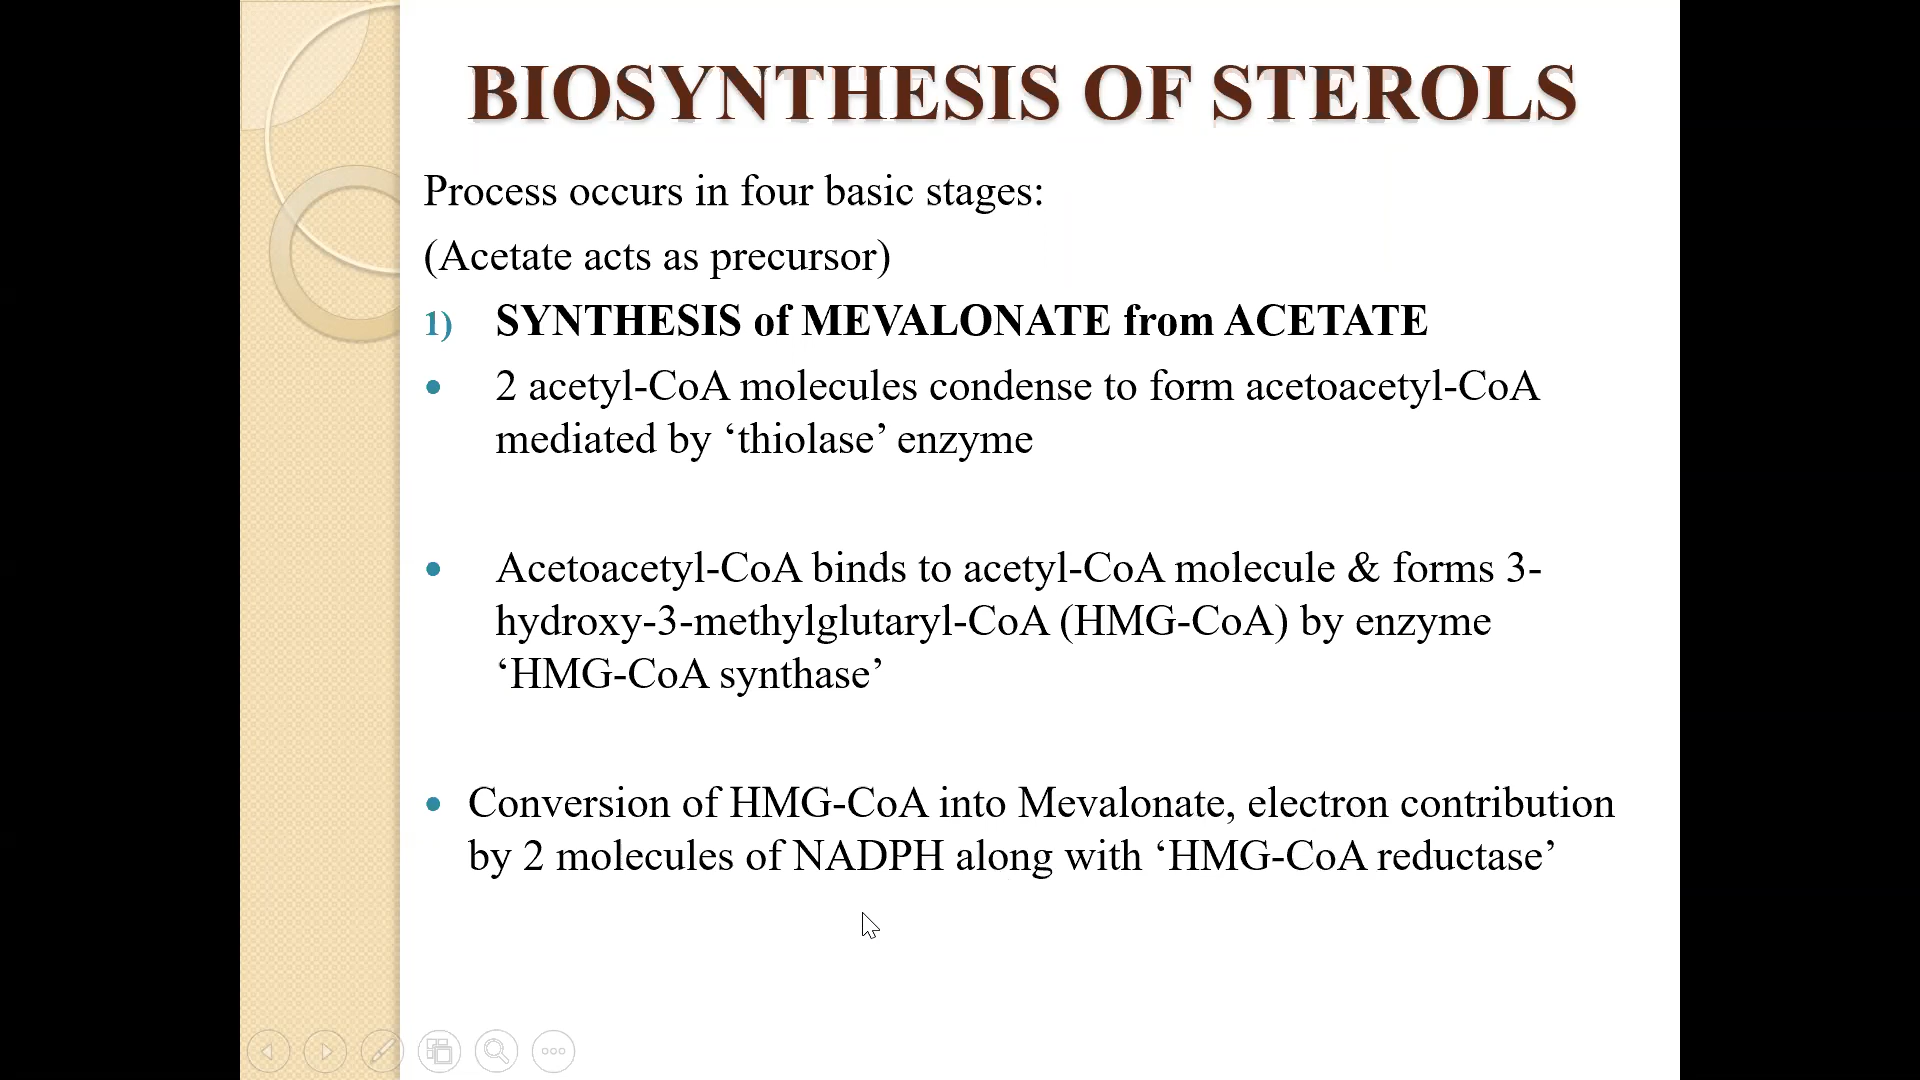 BIOSYNTHESIS OF STEROLS
Process occurs in four basic stages:
(Acetate acts as precursor)
1) SYNTHESIS of MEVALONATE from ACETATE
• 2 acetyl-CoA molecules condense to form acetoacetyl-CoA
mediated by ‘thiolase’ enzyme
• Acetoacetyl-CoA binds to acetyl-CoA molecule & forms 3-
hydroxy-3-methylglutaryl-CoA (HMG-CoA) by enzyme
‘HMG-CoA synthase’
• Conversion of HMG-CoA into Mevalonate, electron contribution
by 2 molecules of NADPH along with ‘HMG-CoA reductase’